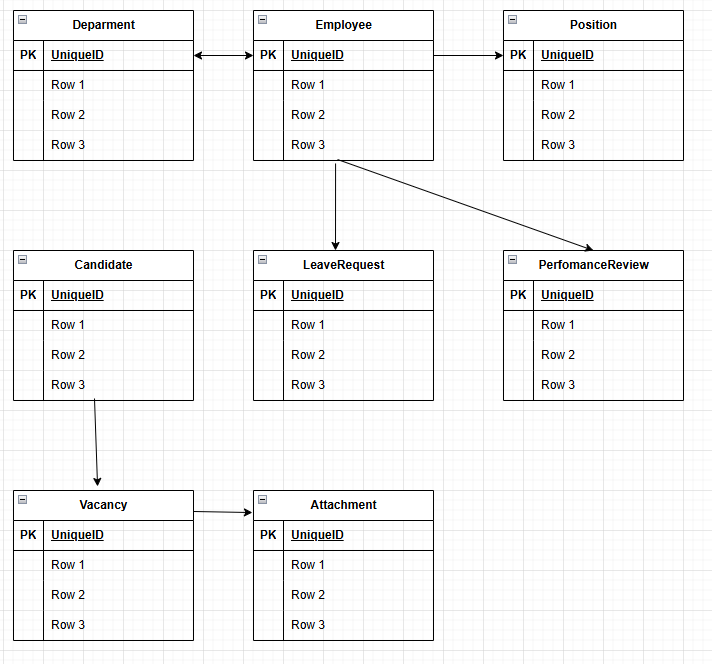 Deparment
PK UniqueID
Row 1
Row 2
Row 3
Employee
PK UniqueID
Row 1
Row 2
Row 3
Position
PK UniqueID
Row 1
Row 2
Row 3
Candidate
PK UniqueID
Row 1
Row 2
Row 3
LeaveRequest
PK UniqueID
Row 1
Row 2
Row 3
PerfomanceReview
PK UniqueID
Row 1
Row 2
Row 3
Vacancy
PK UniqueID
Row 1
Row 2
Row 3
Attachment
PK UniqueID
Row 1
Row 2
Row 3